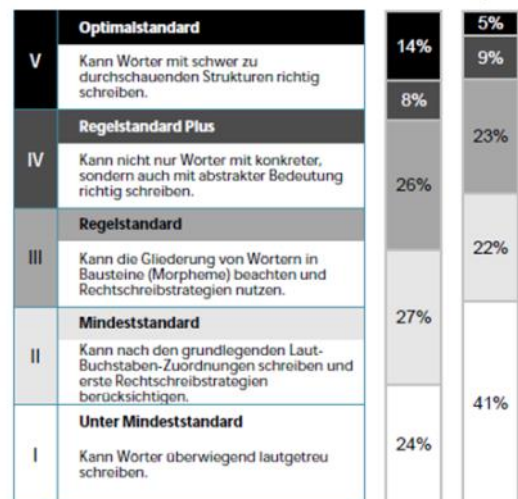 V
Optimalstandard
Kann Wörter mit schwer zu
durchschauenden Strukturen richtig
schreiben.
IV
Regelstandard Plus
Kann nicht nur Wörter mit konkreter,
sondern auch mit abstrakter Bedeutung
richtig schreiben.
III
Regelstandard
Kann die Gliederung von Wörtern in
Bausteine (Morpheme) beachten und
Rechtschreibstrategien nutzen.
II
Mindeststandard
Kann nach den grundlegenden Laut-
Buchstaben-Zuordnungen schreiben und
erste Rechtschreibstrategien
berücksichtigen.
I
Unter Mindeststandard
Kann Wörter überwiegend lautgetreu
schreiben.
14%
8%
26%
27%
24%
5%
9%
23%
22%
41%